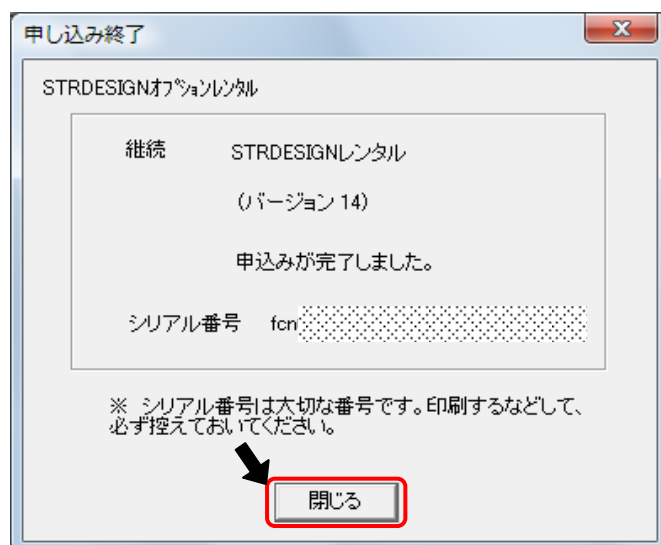 申し込み終了
STRDESIGNｵﾌﾟｼｮﾝﾚﾝﾀﾙ
継続 STRDESIGNレンタル
(バージョン 14)
申込みが完了しました。
シリアル番号 fcn
※ シリアル番号は大切な番号です。印刷するなどして、
必ず控えておいてください。
閉じる